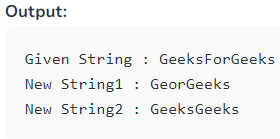 Output:
Given String : GeeksForGeeks
New String1 : GeorGeeks
New String2 : GeeksGeeks